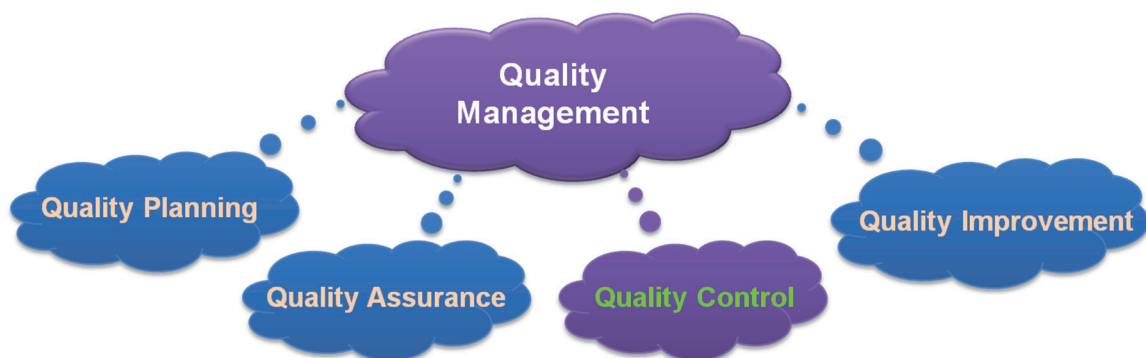 Quality
Management
Quality Planning
Quality Improvement
Quality Assurance
Quality Control